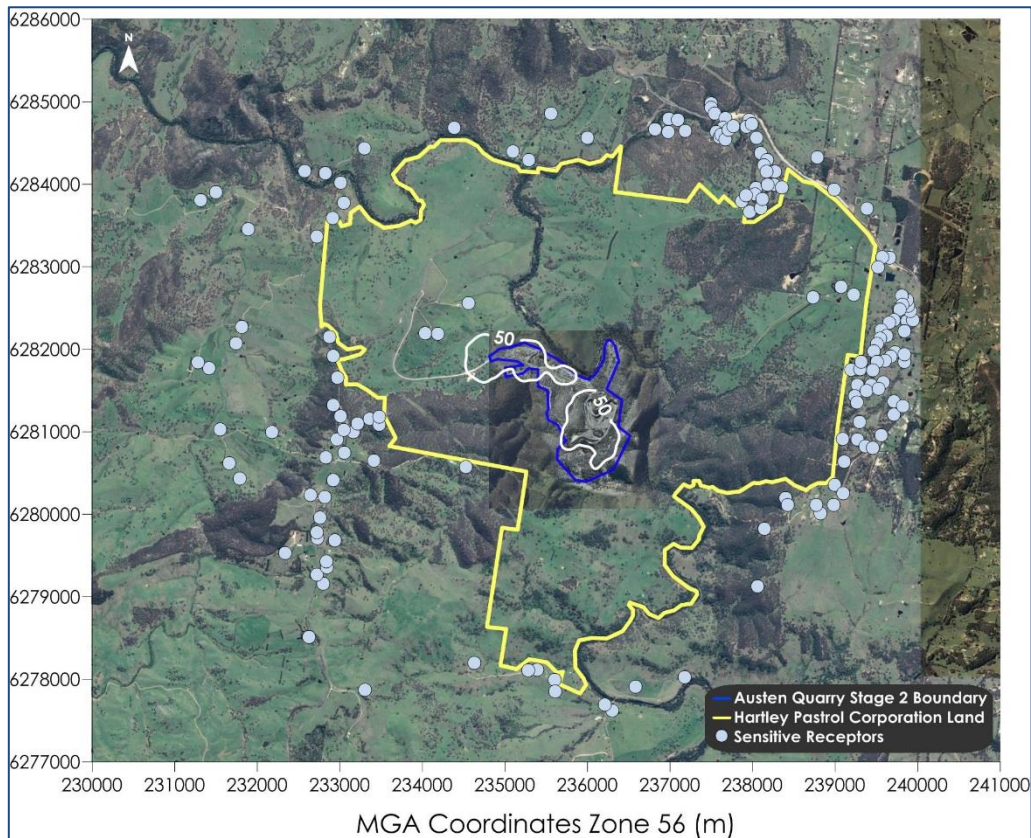 6286000
N
6285000
6284000
6283000
50
6282000
50
6281000
6280000
6279000
6278000
Austen Quarry Stage 2 Boundary
Hartley Pastrol Corporation Land
Sensitive Receptors
6277000
230000 231000 232000 233000 234000 235000 236000 237000 238000 239000 240000 241000
MGA Coordinates Zone 56 (m)